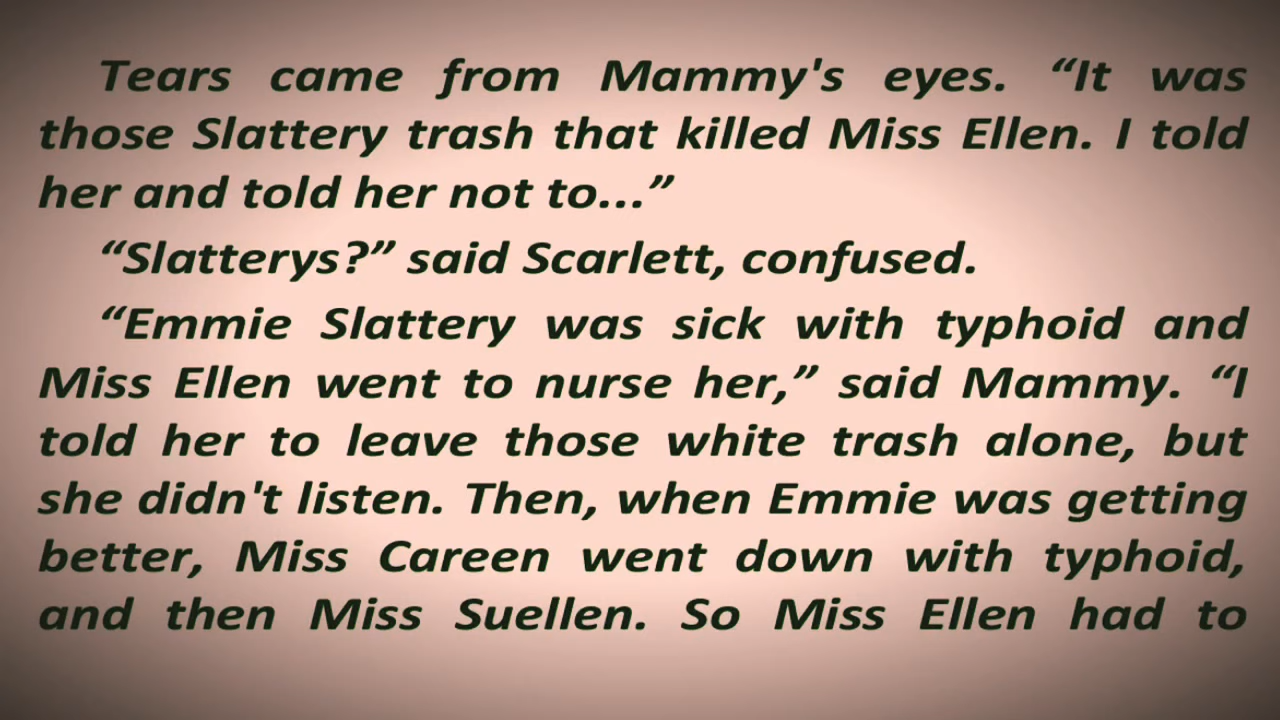 Tears came from Mammy's eyes. “It was
those Slattery trash that killed Miss Ellen. I told
her and told her not to...”
“Slatterys?” said Scarlett, confused.
“Emmie Slattery was sick with typhoid and
Miss Ellen went to nurse her,” said Mammy. “I
told her to leave those white trash alone, but
she didn't listen. Then, when Emmie was getting
better, Miss Careen went down with typhoid,
and then Miss Suellen. So Miss Ellen had to